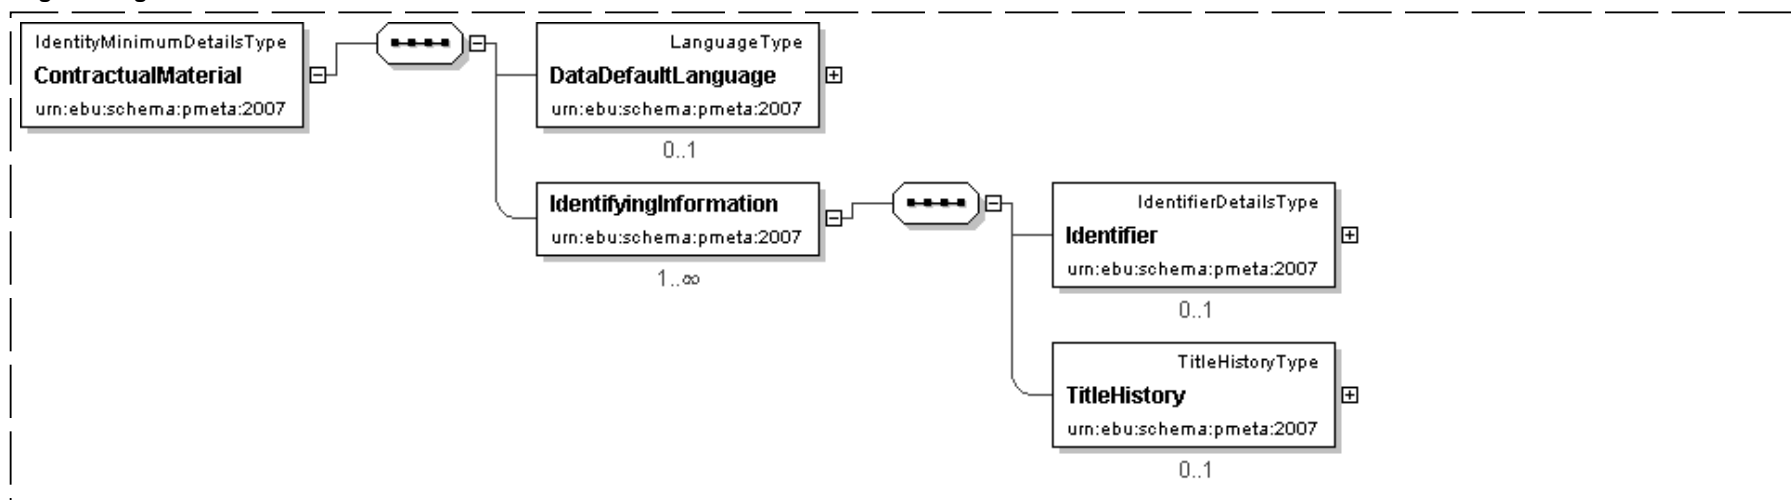 IdentityMinimumDetailsType
ContractualMaterial
urn:ebu:schema:pmeta:2007
LanguageType
DataDefaultLanguage
urn:ebu:schema:pmeta:2007
0..1
IdentifyingInformation
urn:ebu:schema:pmeta:2007
1..∞
IdentifierDetailsType
Identifier
urn:ebu:schema:pmeta:2007
0..1
TitleHistoryType
TitleHistory
urn:ebu:schema:pmeta:2007
0..1